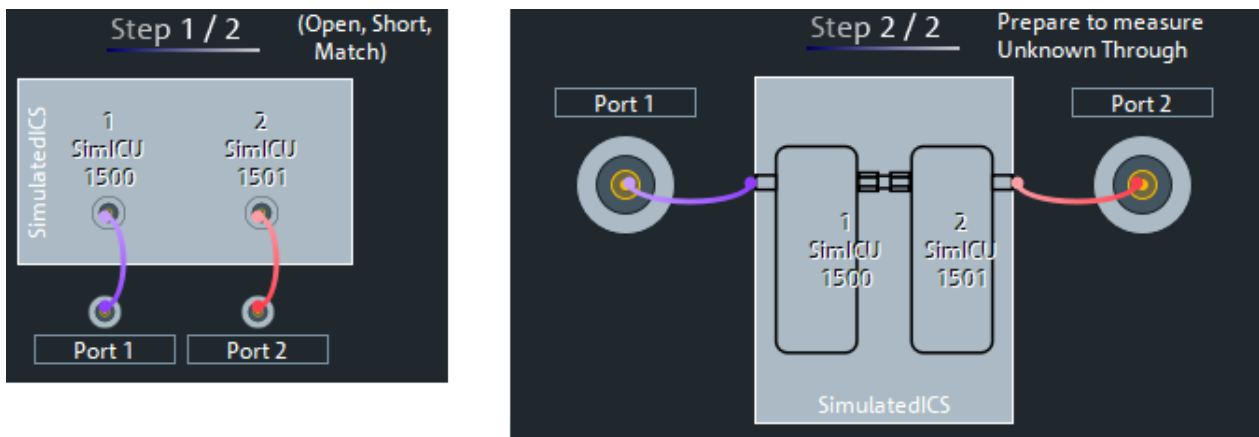 Step 1 / 2
(Open, Short,
Match)
SimulatedICS
1
SimICU
1500
2
SimICU
1501
Port 1
Port 2
Step 2 / 2
Prepare to measure
Unknown Through
Port 1
Port 2
1
SimICU
1500
2
SimICU
1501
SimulatedICS